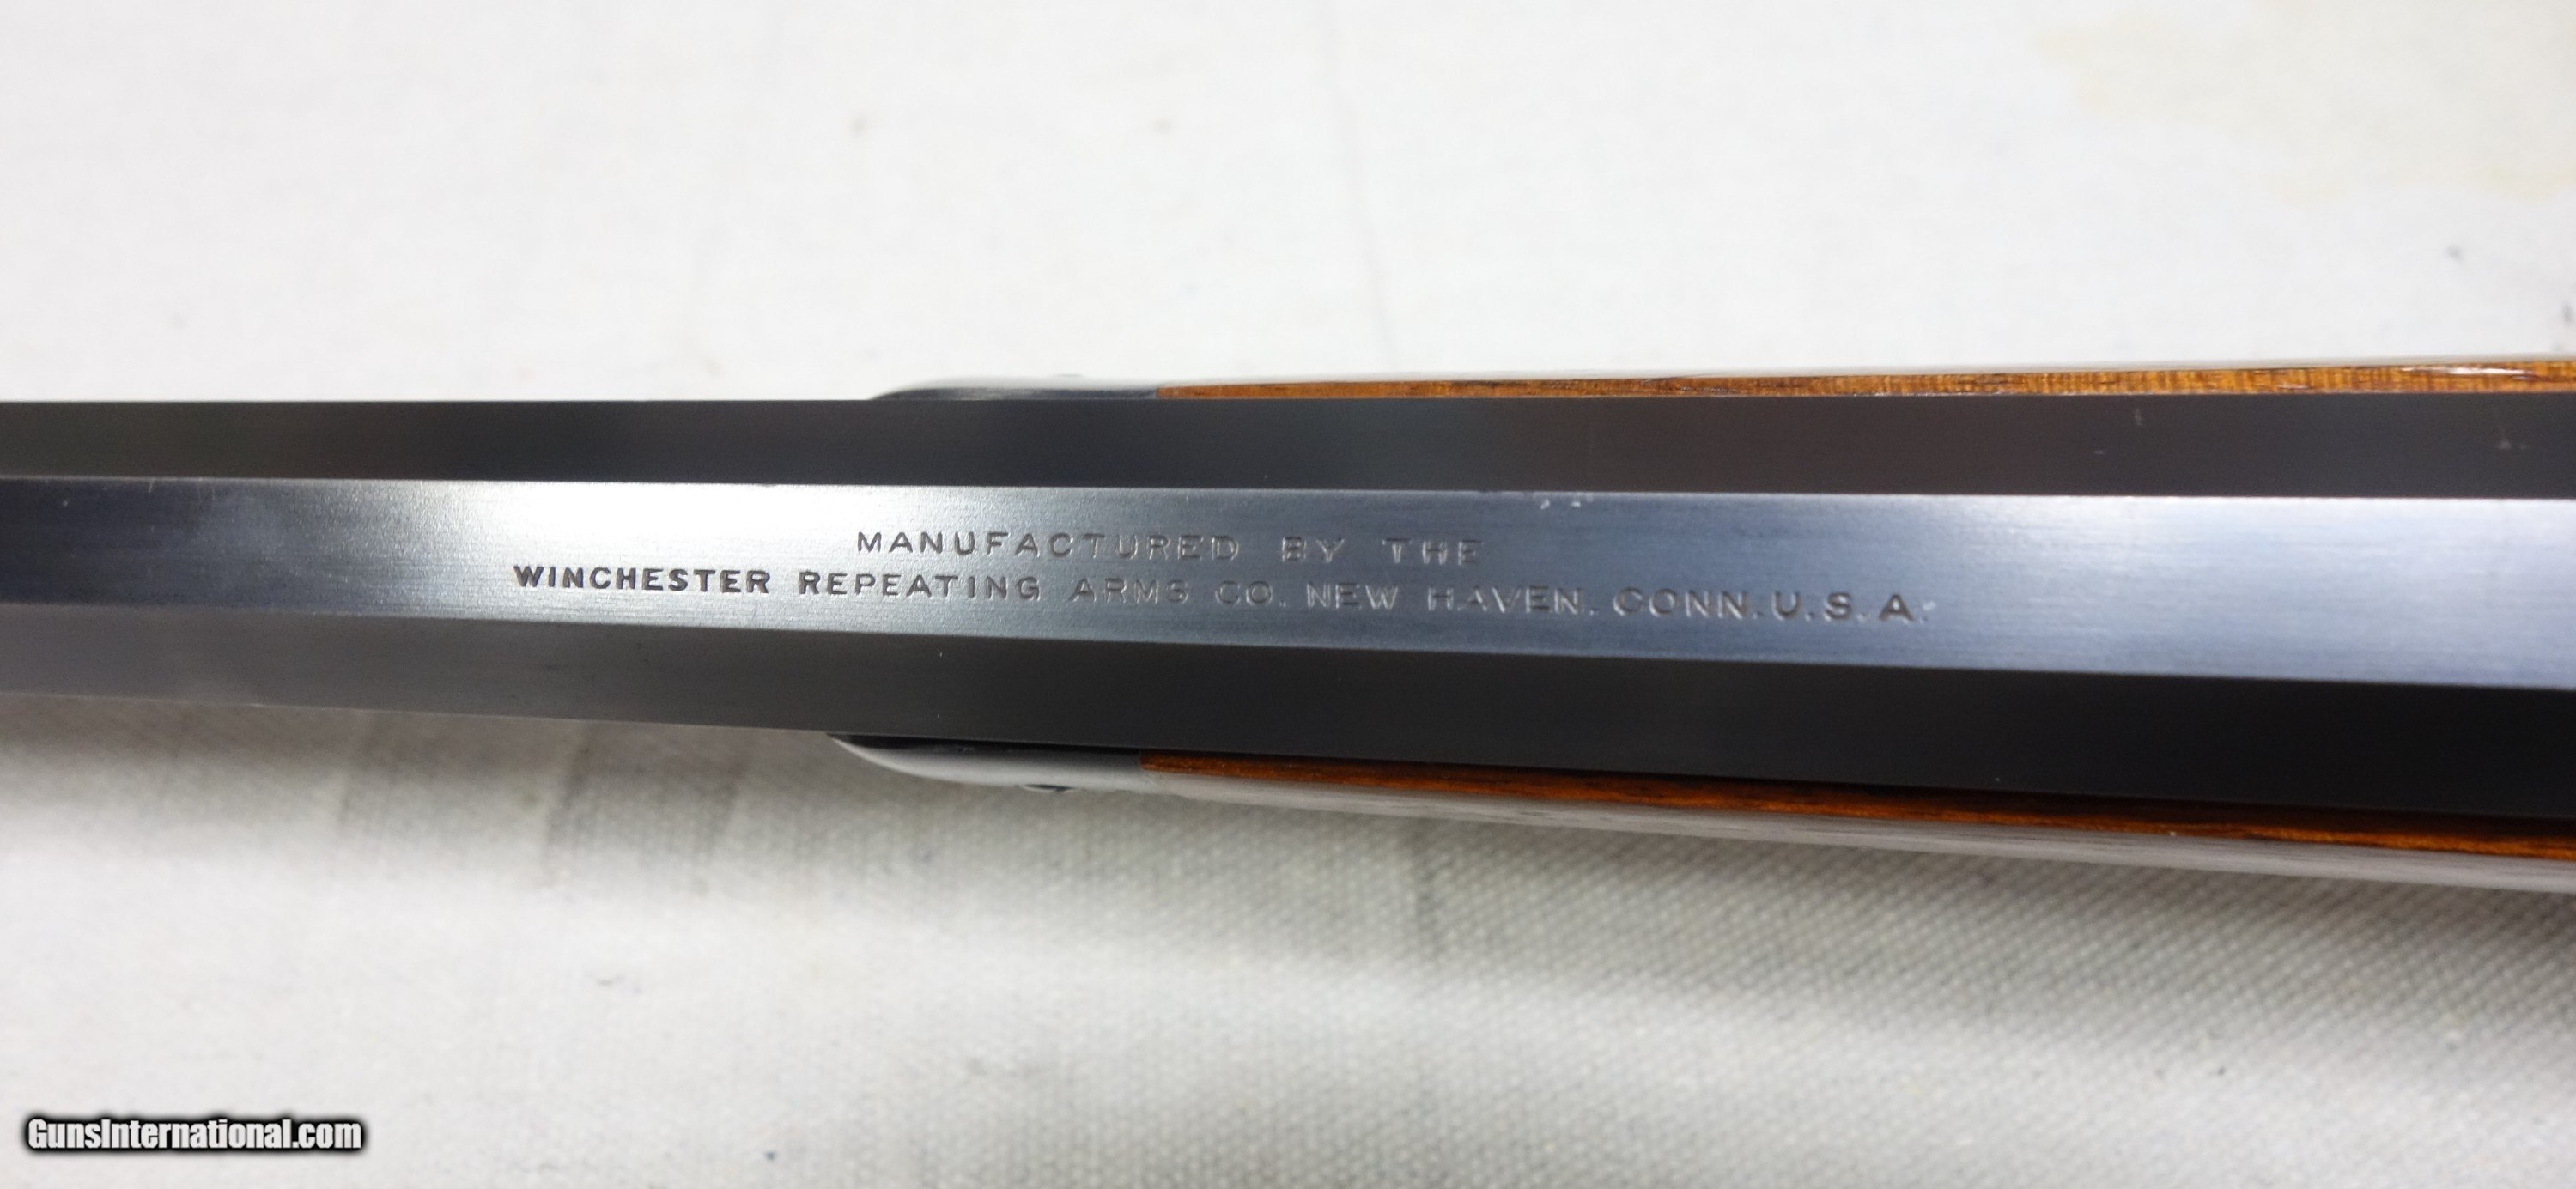 MANUFACTURED BY THE
WINCHESTER REPEATING ARMS CO. NEW HAVEN. CONN. U.S.A.
GunsInternational.com